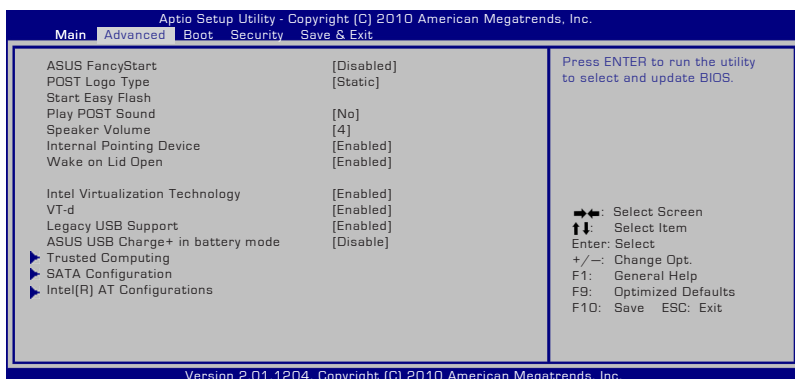 Aptio Setup Utility - Copyright (C) 2010 American Megatrends, Inc.
Main Advanced Boot Security Save & Exit
ASUS FancyStart [Disabled]
POST Logo Type [Static]
Start Easy Flash
Play POST Sound [No]
Speaker Volume [4]
Internal Pointing Device [Enabled]
Wake on Lid Open [Enabled]
Intel Virtualization Technology [Enabled]
VT-d [Enabled]
Legacy USB Support [Enabled]
ASUS USB Charge+ in battery mode [Disable]
Trusted Computing
SATA Configuration
Intel(R) AT Configurations
Press ENTER to run the utility
to select and update BIOS.
→←: Select Screen
↑↓: Select Item
Enter: Select
+/—: Change Opt.
F1: General Help
F9: Optimized Defaults
F10: Save ESC: Exit
Version 2.01.1204. Copyright (C) 2010 American Megatrends, Inc.